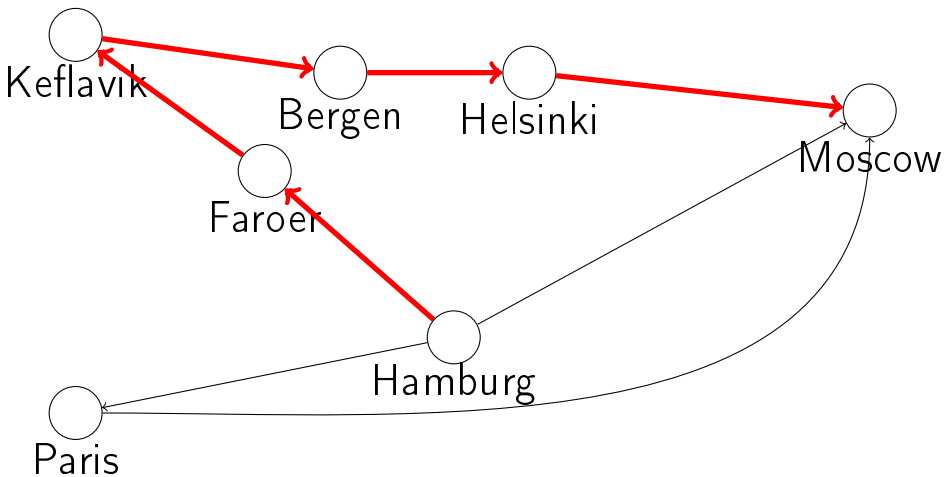 Keflavik
Bergen
Helsinki
Moscow
Faroer
Hamburg
Paris